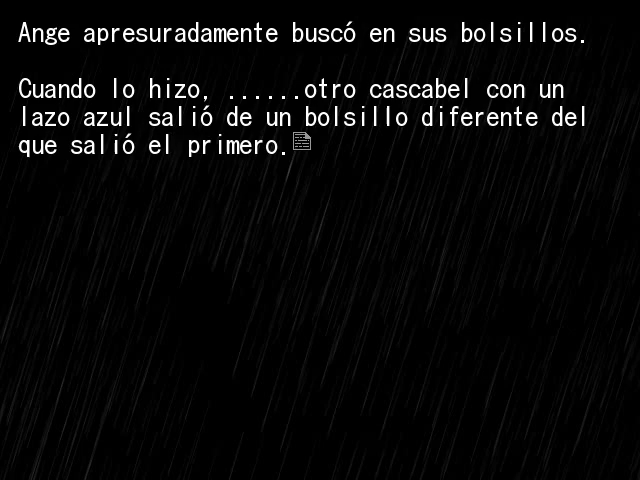 Ange apresuradamente buscó en sus bolsillos.
Cuando lo hizo, ......otro cascabel con un
lazo azul salió de un bolsillo diferente del
que salió el primero.